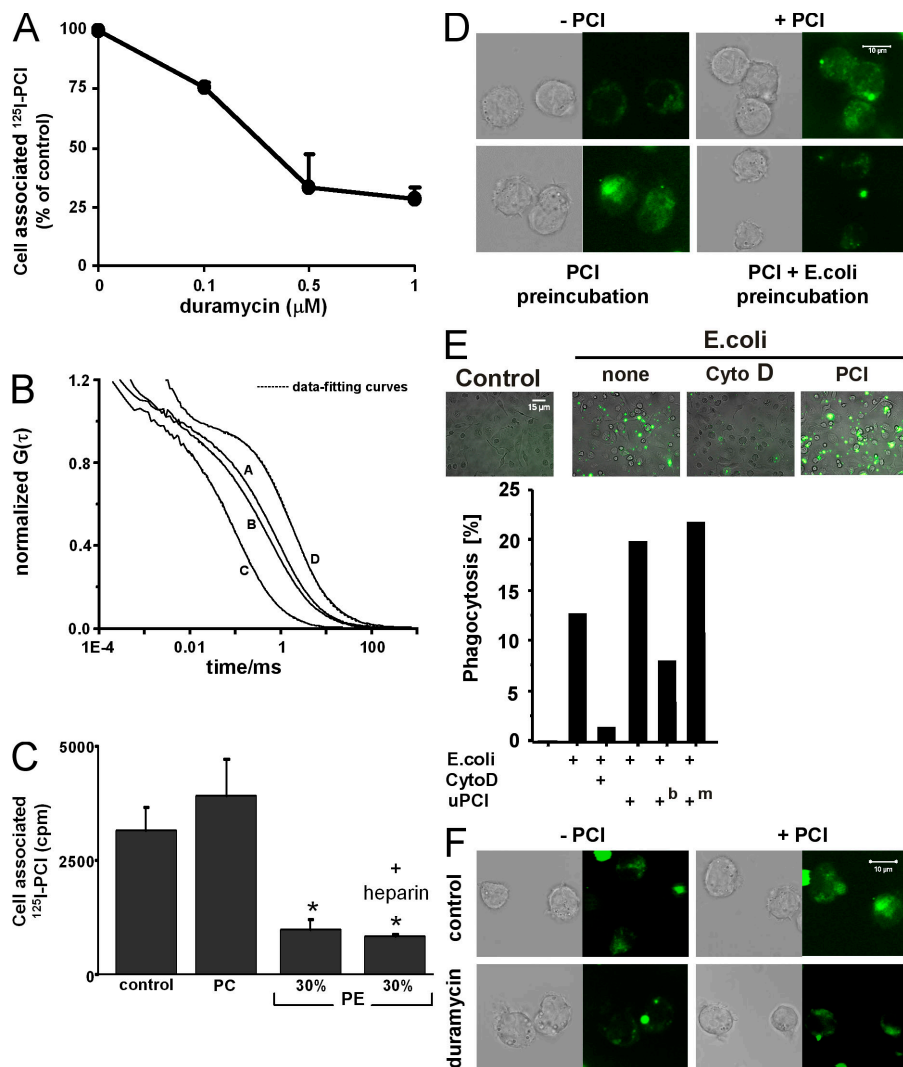 A
Cell associated ¹²⁵I-PCI
(% of control)
100
75
50
25
0
0
0.1
0.5
1
duramycin (μM)
B
normalized G(τ)
1.2
0.8
0.4
0.0
data-fitting curves
A
B
C
D
1E-4
0.01
1
100
time/ms
C
Cell associated
¹²⁵I-PCI (cpm)
5000
2500
0
*
+
heparin
*
control
PC
30%
30%
PE
D
- PCI
+ PCI
10 μm
PCI
preincubation
PCI + E.coli
preincubation
E
E.coli
Control
none
Cyto D
PCI
15 μm
Phagocytosis [%]
25
20
15
10
5
0
E.coli + + + + +
CytoD +
uPCI + +b +m
F
- PCI
+ PCI
control
10 μm
duramycin